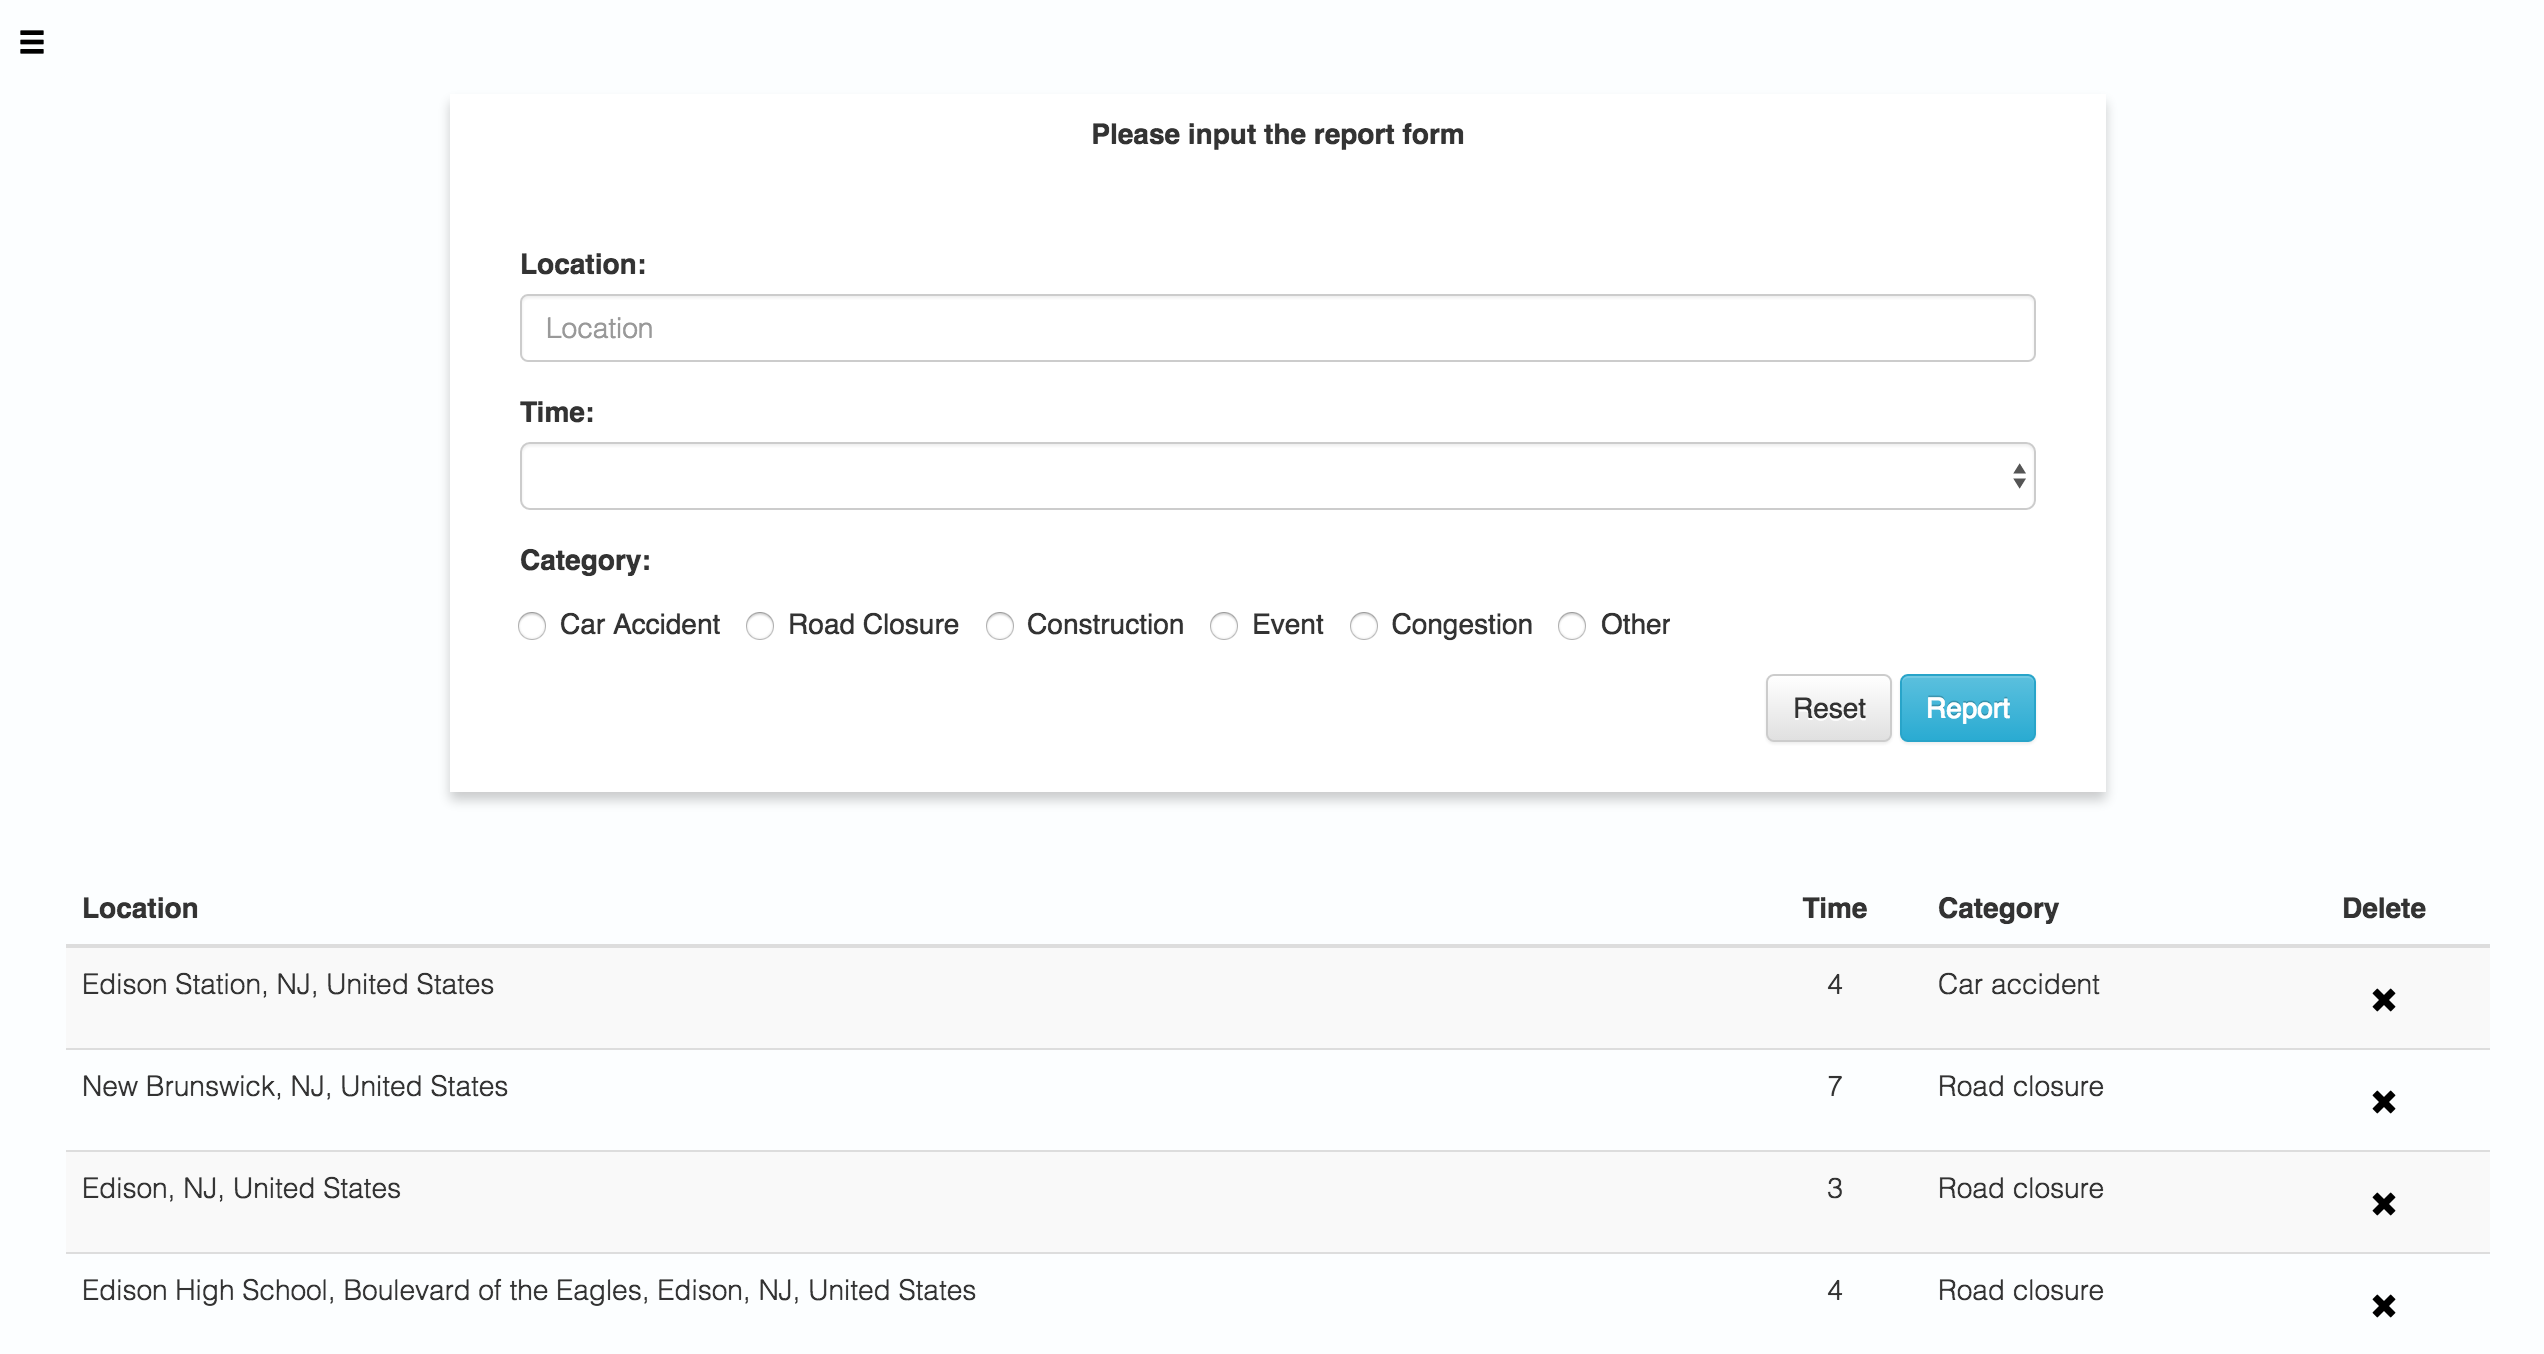 Please input the report form
Location:
Location
Time:
Category:
Car Accident Road Closure Construction Event Congestion Other
Reset Report
Location Time Category Delete
Edison Station, NJ, United States 4 Car accident
New Brunswick, NJ, United States 7 Road closure
Edison, NJ, United States 3 Road closure
Edison High School, Boulevard of the Eagles, Edison, NJ, United States 4 Road closure